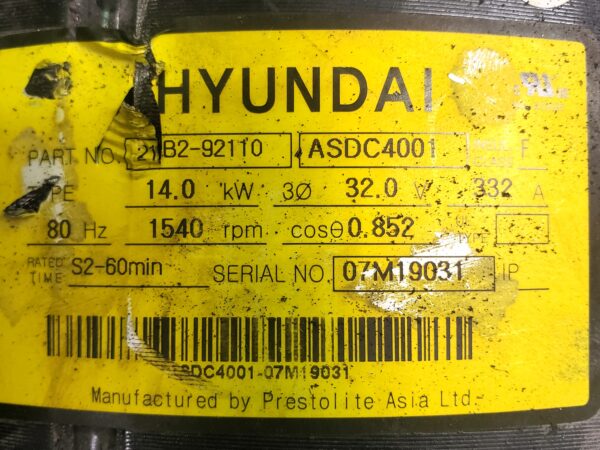 HYUNDAI
PART NO. 21B2-92110 ASDC4001 F
TYPE 14.0 kW 3Ø 32.0 V 332 A
80 Hz 1540 rpm cosθ 0.852
RATED TIME S2-60min SERIAL NO. 07M19031 IP
SDC4001-07M19031
Manufactured by Prestolite Asia Ltd.